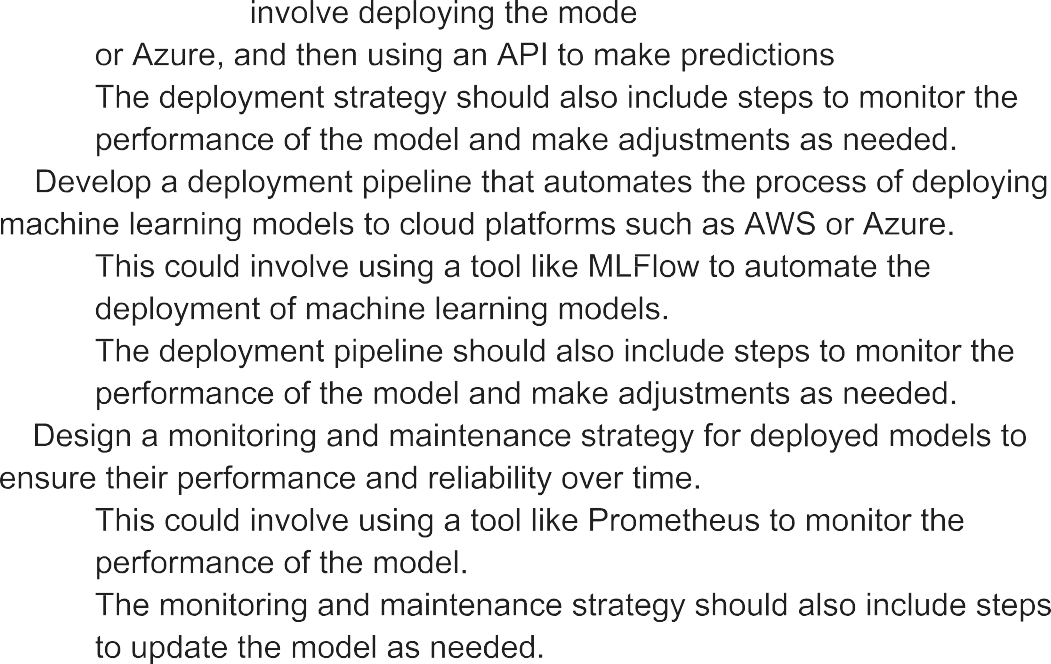 involve deploying the mode
or Azure, and then using an API to make predictions
The deployment strategy should also include steps to monitor the
performance of the model and make adjustments as needed.
Develop a deployment pipeline that automates the process of deploying
machine learning models to cloud platforms such as AWS or Azure.
This could involve using a tool like MLFlow to automate the
deployment of machine learning models.
The deployment pipeline should also include steps to monitor the
performance of the model and make adjustments as needed.
Design a monitoring and maintenance strategy for deployed models to
ensure their performance and reliability over time.
This could involve using a tool like Prometheus to monitor the
performance of the model.
The monitoring and maintenance strategy should also include steps
to update the model as needed.